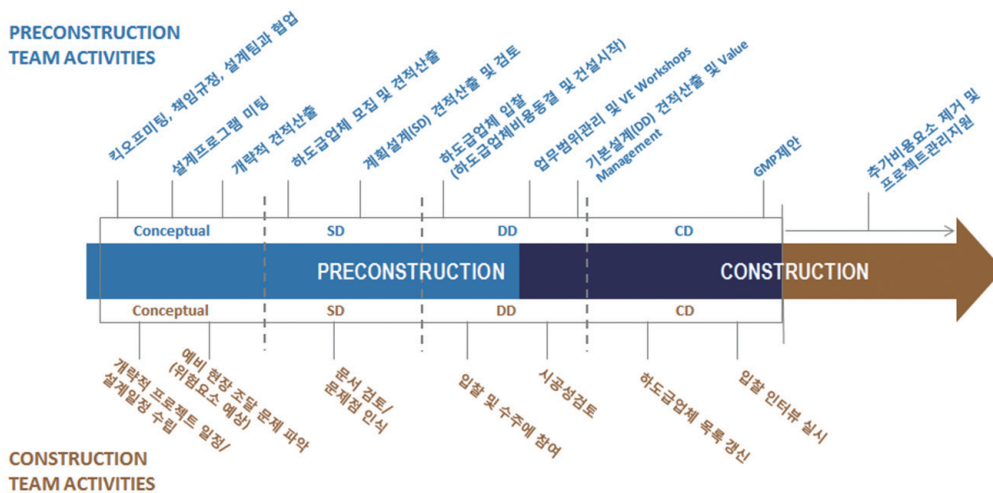 PRECONSTRUCTION
TEAM ACTIVITIES
킥오프미팅, 책임규정, 설계팀과 협업
설계프로그램 미팅
개략적 견적산출
하도급업체 모집 및 견적산출
계획설계(SD) 견적산출 및 검토
하도급업체 입찰
(하도급업체비용동결 및 건설시작)
업무범위관리 및 VE Workshops
기본설계(DD) 견적산출 및 Value
Management
GMP제안
추가비용요소 제거 및
프로젝트관리지원
Conceptual
SD
DD
CD
PRECONSTRUCTION
CONSTRUCTION
Conceptual
SD
DD
CD
개략적 프로젝트 일정/
설계일정 수립
예비 현장 조달 문제 파악
(위험요소 예상)
문서 검토/
문제점 인식
입찰 및 수주에 참여
시공성검토
하도급업체 목록 갱신
입찰 인터뷰 실시
CONSTRUCTION
TEAM ACTIVITIES